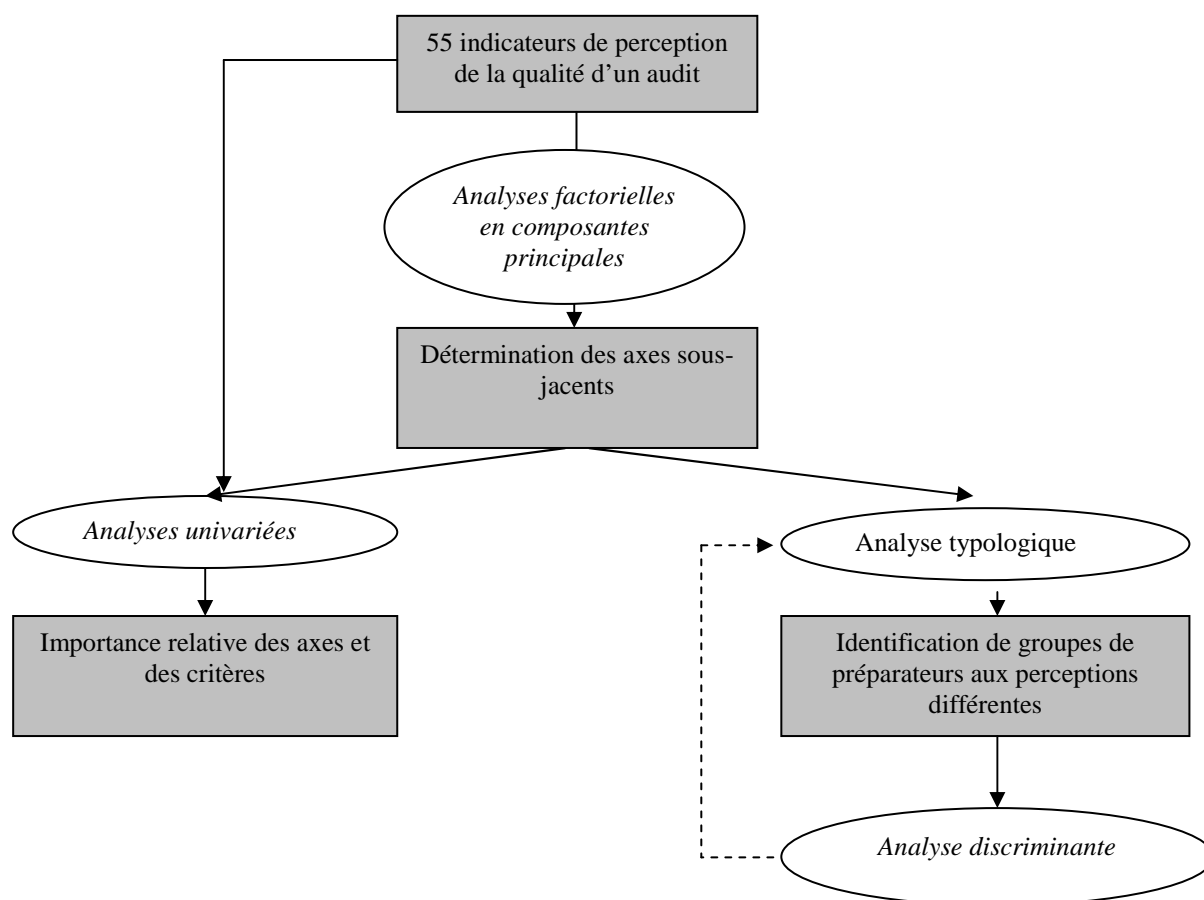 55 indicateurs de perception
de la qualité d’un audit
Analyses factorielles
en composantes
principales
Détermination des axes sous-
jacents
Analyses univariées
Analyse typologique
Importance relative des axes et
des critères
Identification de groupes de
préparateurs aux perceptions
différentes
Analyse discriminante